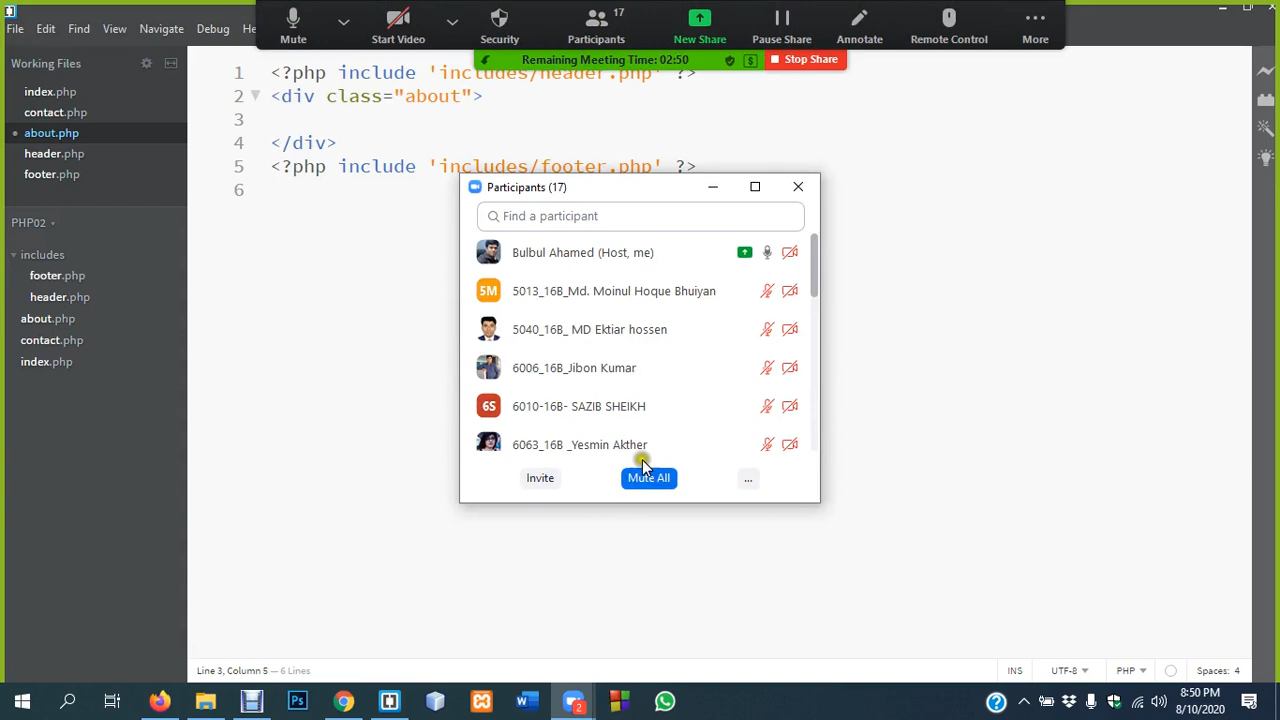 Mute
Start Video
Security
Participants
17
New Share
Pause Share
Annotate
Remote Control
More
Remaining Meeting Time: 02:50
$
Stop Share
File Edit Find View Navigate Debug
Working Files
index.php
contact.php
about.php
header.php
footer.php
PHP02
includes
footer.php
header.php
about.php
contact.php
index.php
1 <?php include 'includes/header.php' ?>
2 <div class="about">
3
4 </div>
5 <?php include 'includes/footer.php' ?>
6
Participants (17)
Find a participant
Bulbul Ahamed (Host, me)
5M 5013_16B_Md. Moinul Hoque Bhuiyan
5040_16B_ MD Ektiar hossen
6006_16B_Jibon Kumar
6S 6010-16B- SAZIB SHEIKH
6063_16B _Yesmin Akther
Invite
Mute All
...
Line 3, Column 5 — 6 Lines
INS
UTF-8
PHP
Spaces: 4
Ps
W
2
?
8:50 PM
8/10/2020